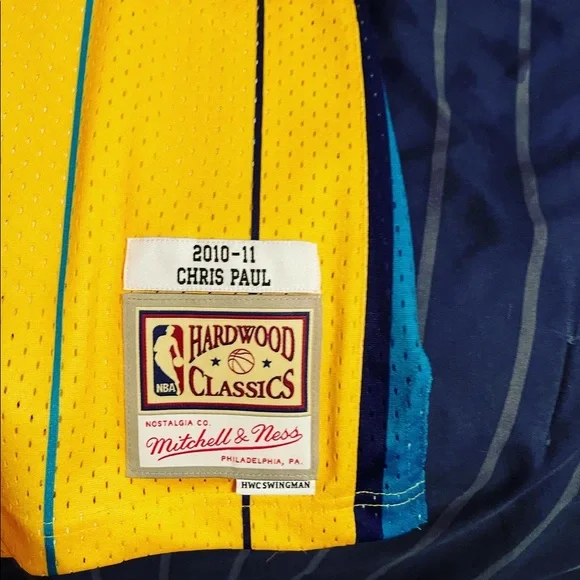 2010-11
CHRIS PAUL
NBA
HARDWOOD
CLASSICS
NOSTALGIA CO.
Mitchell & Ness
PHILADELPHIA, PA.
HWC SWINGMAN